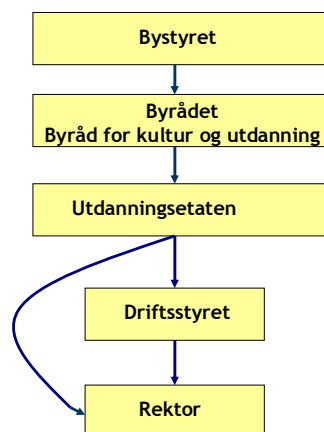 Bystyret
Byrådet
Byråd for kultur og utdanning
Utdanningsetaten
Driftsstyret
Rektor